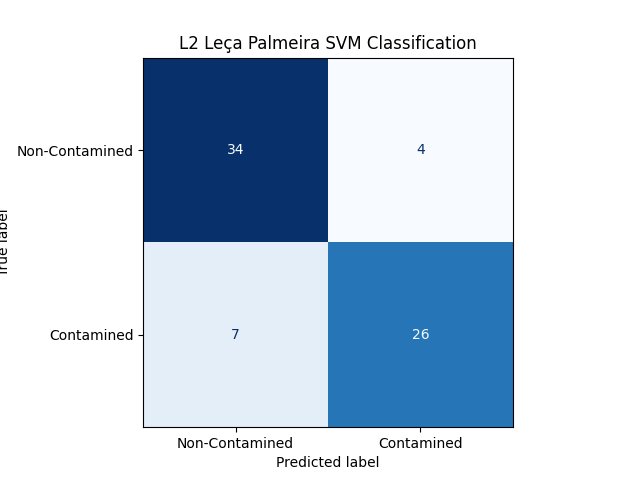 L2 Leça Palmeira SVM Classification
Non-Contamined
34
4
True label
Contamined
7
26
Non-Contamined
Contamined
Predicted label